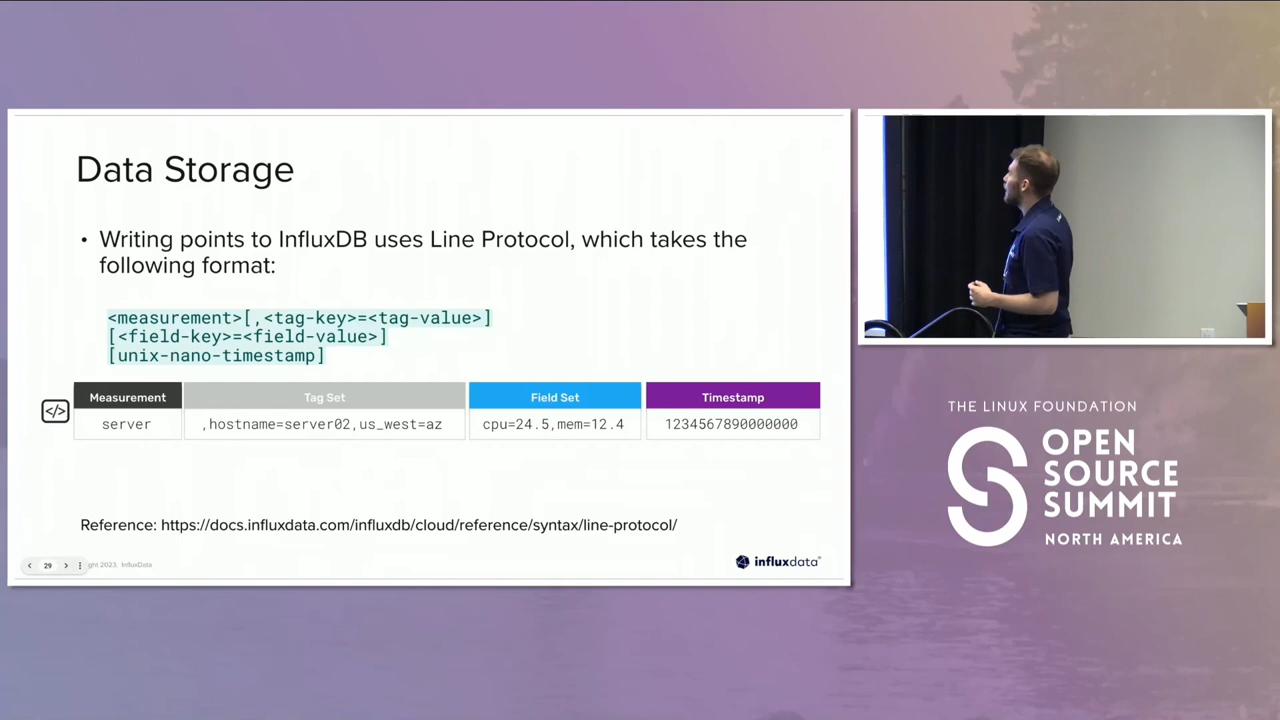 Data Storage
• Writing points to InfluxDB uses Line Protocol, which takes the
following format:
<measurement>[,<tag-key>=<tag-value>]
[<field-key>=<field-value>]
[unix-nano-timestamp]
Measurement Tag Set Field Set Timestamp
</>
server ,hostname=server02,us_west=az cpu=24.5,mem=12.4 1234567890000000
Reference: https://docs.influxdata.com/influxdb/cloud/reference/syntax/line-protocol/
29
ght 2023. InfluxData
influxdata
THE LINUX FOUNDATION
OPEN
SOURCE
SUMMIT
NORTH AMERICA